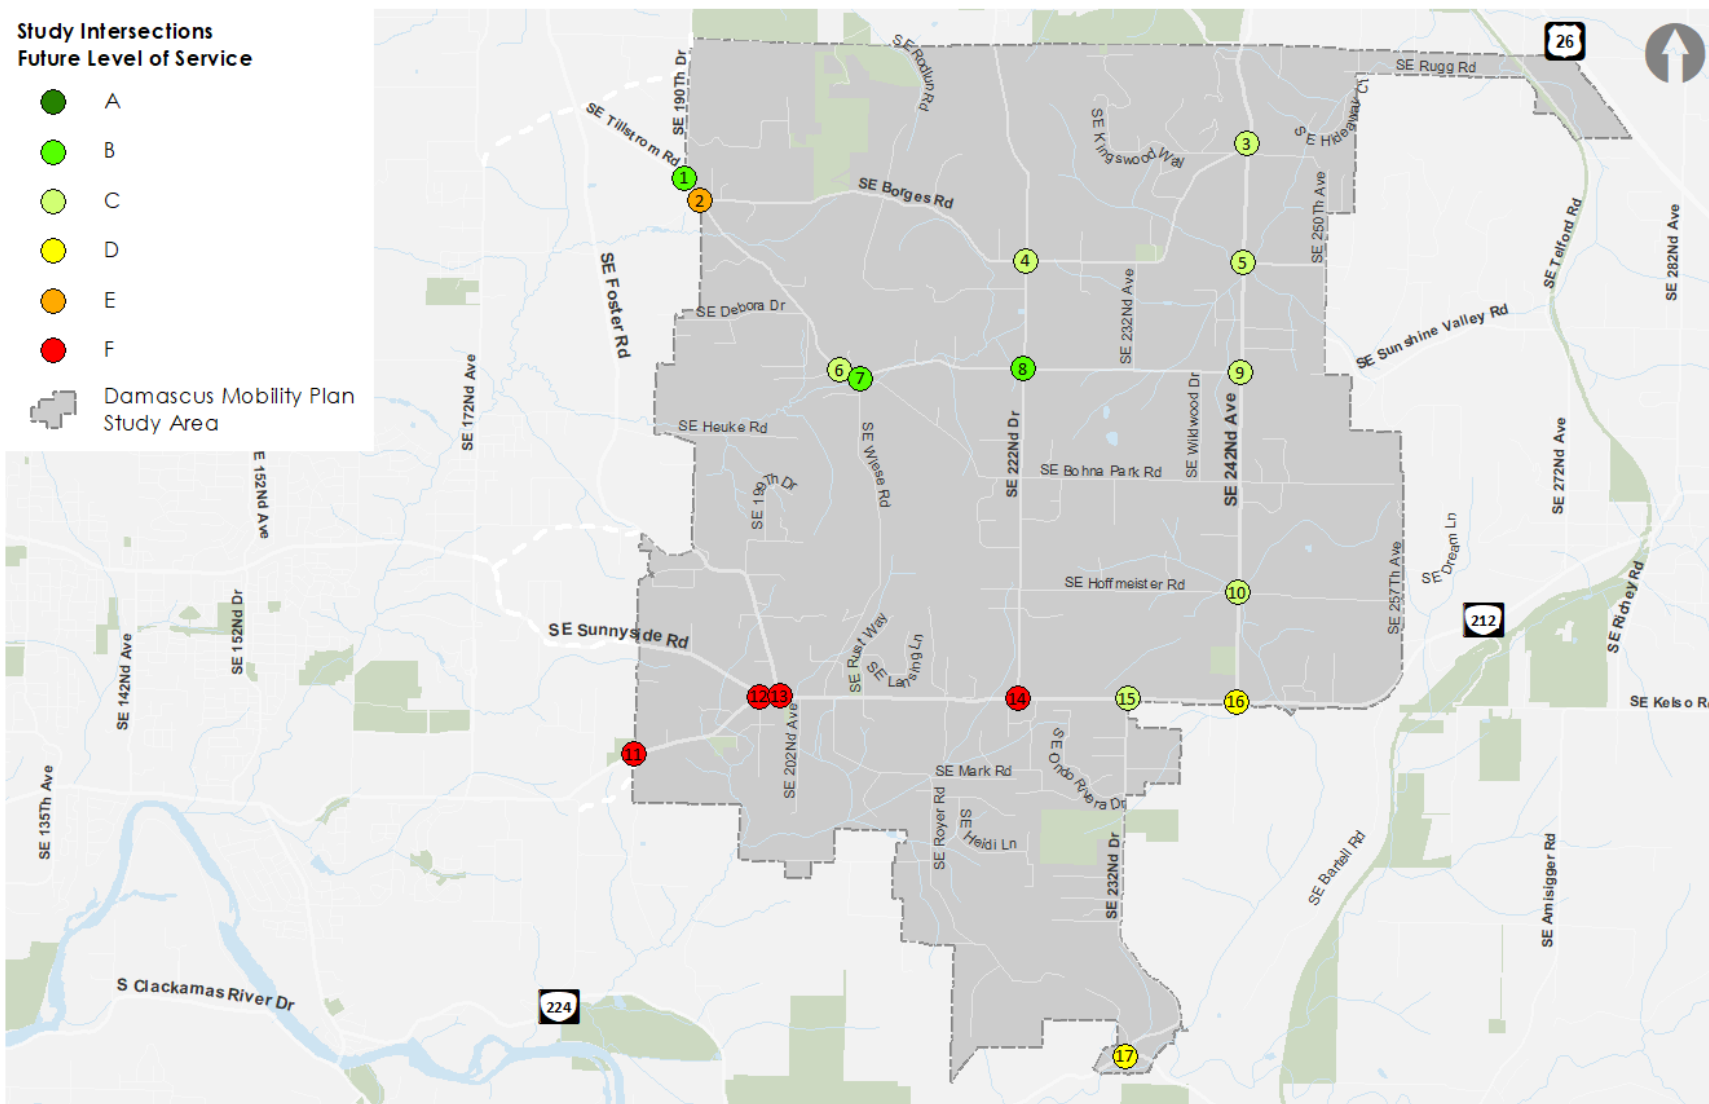 Study Intersections
Future Level of Service
A
B
C
D
E
F
Damascus Mobility Plan
Study Area
26
SE Rugg Rd
SE Rodlun Rd
SE 190Th Dr
SE Tillstrom Rd
SE Kingswood Way
SE Hideaway Ct
3
1
2
SE Borges Rd
SE 250Th Ave
SE Telford Rd
SE 282Nd Ave
4
5
SE Foster Rd
SE Debora Dr
SE 232Nd Ave
SE Sunshine Valley Rd
SE 172Nd Ave
6
7
8
9
SE Heuke Rd
SE Wiese Rd
SE 222Nd Dr
SE Wildwood Dr
SE 242Nd Ave
SE 272Nd Ave
SE Bohna Park Rd
E 152Nd Ave
SE 199Th Dr
SE Dream Ln
SE Hoffmeister Rd
10
SE 257Th Ave
SE 152Nd Dr
SE 142Nd Ave
SE Sunnyside Rd
212
SE Ridney Rd
SE Rust Way
SE Lansing Ln
12
13
14
15
16
SE Kelso R
11
SE 202Nd Ave
SE Ondo Rivera Dr
SE Mark Rd
SE 135Th Ave
SE Royer Rd
SE Heidi Ln
SE 232Nd Dr
SE Bartell Rd
SE Amisigger Rd
S Clackamas River Dr
224
17